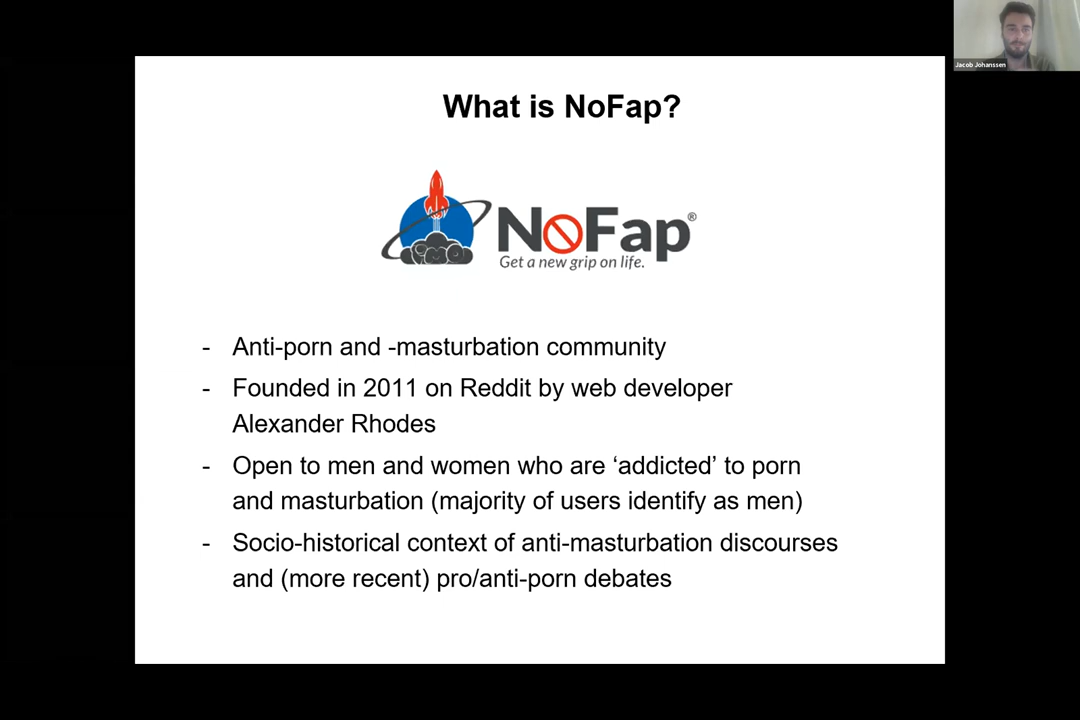 Jacob Johanssen
What is NoFap?
NoFap®
Get a new grip on life.
- Anti-porn and -masturbation community
- Founded in 2011 on Reddit by web developer
Alexander Rhodes
- Open to men and women who are ‘addicted’ to porn
and masturbation (majority of users identify as men)
- Socio-historical context of anti-masturbation discourses
and (more recent) pro/anti-porn debates